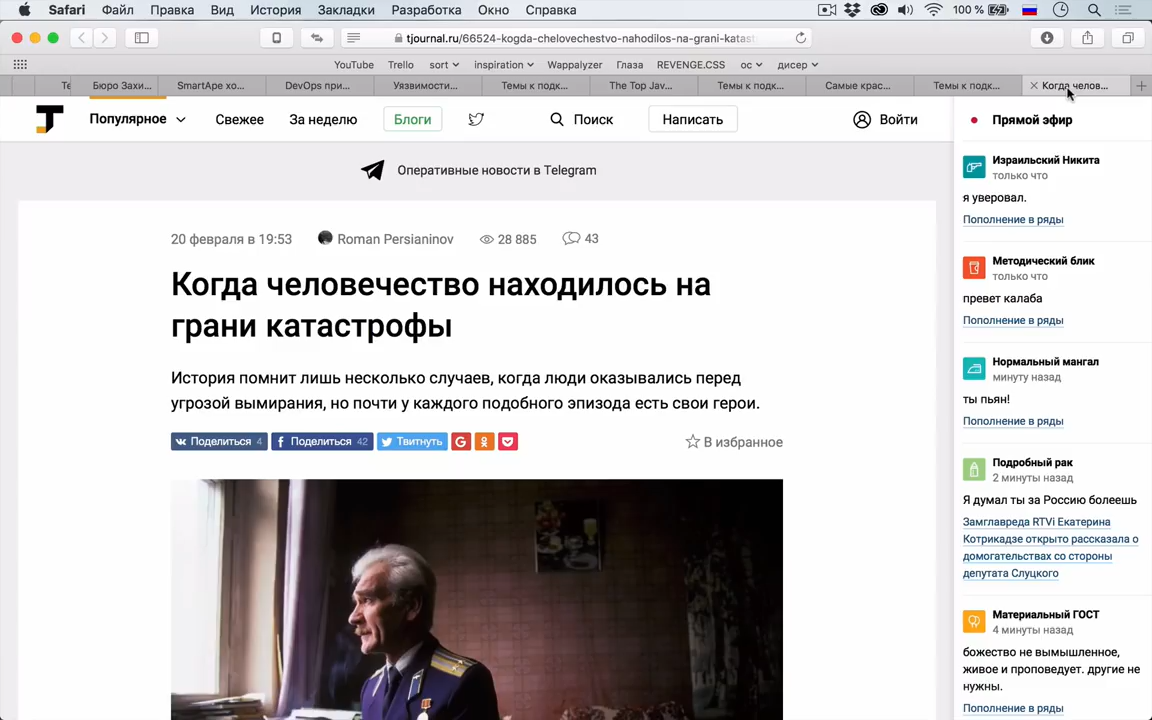 Safari Файл Правка Вид История Закладки Разработка Окно Справка 100 %
tjournal.ru/66524-kogda-chelovechestvo-nahodilos-na-grani-katast
YouTube Trello sort inspiration Wappalyzer Глаза REVENGE.CSS ос дисер
Те Бюро Захи... SmartApe хо... DevOps при... Уязвимости... Темы к подк... The Top Jav... Темы к подк... Самые крас... Темы к подк... Когда челов...
Популярное Свежее За неделю Блоги Поиск Написать Войти
Оперативные новости в Telegram
20 февраля в 19:53 Roman Persianinov 28 885 43
Когда человечество находилось на
грани катастрофы
История помнит лишь несколько случаев, когда люди оказывались перед
угрозой вымирания, но почти у каждого подобного эпизода есть свои герои.
Поделиться 4 Поделиться 42 Твитнуть В избранное
Прямой эфир
Израильский Никита
только что
я уверовал.
Пополнение в ряды
Методический блик
только что
превет калаба
Пополнение в ряды
Нормальный мангал
минуту назад
ты пьян!
Пополнение в ряды
Подробный рак
2 минуты назад
Я думал ты за Россию болеешь
Замглавреда RTVi Екатерина
Котрикадзе открыто рассказала о
домогательствах со стороны
депутата Слуцкого
Материальный ГОСТ
4 минуты назад
божество не вымышленное,
живое и проповедует. другие не
нужны.
Пополнение в ряды